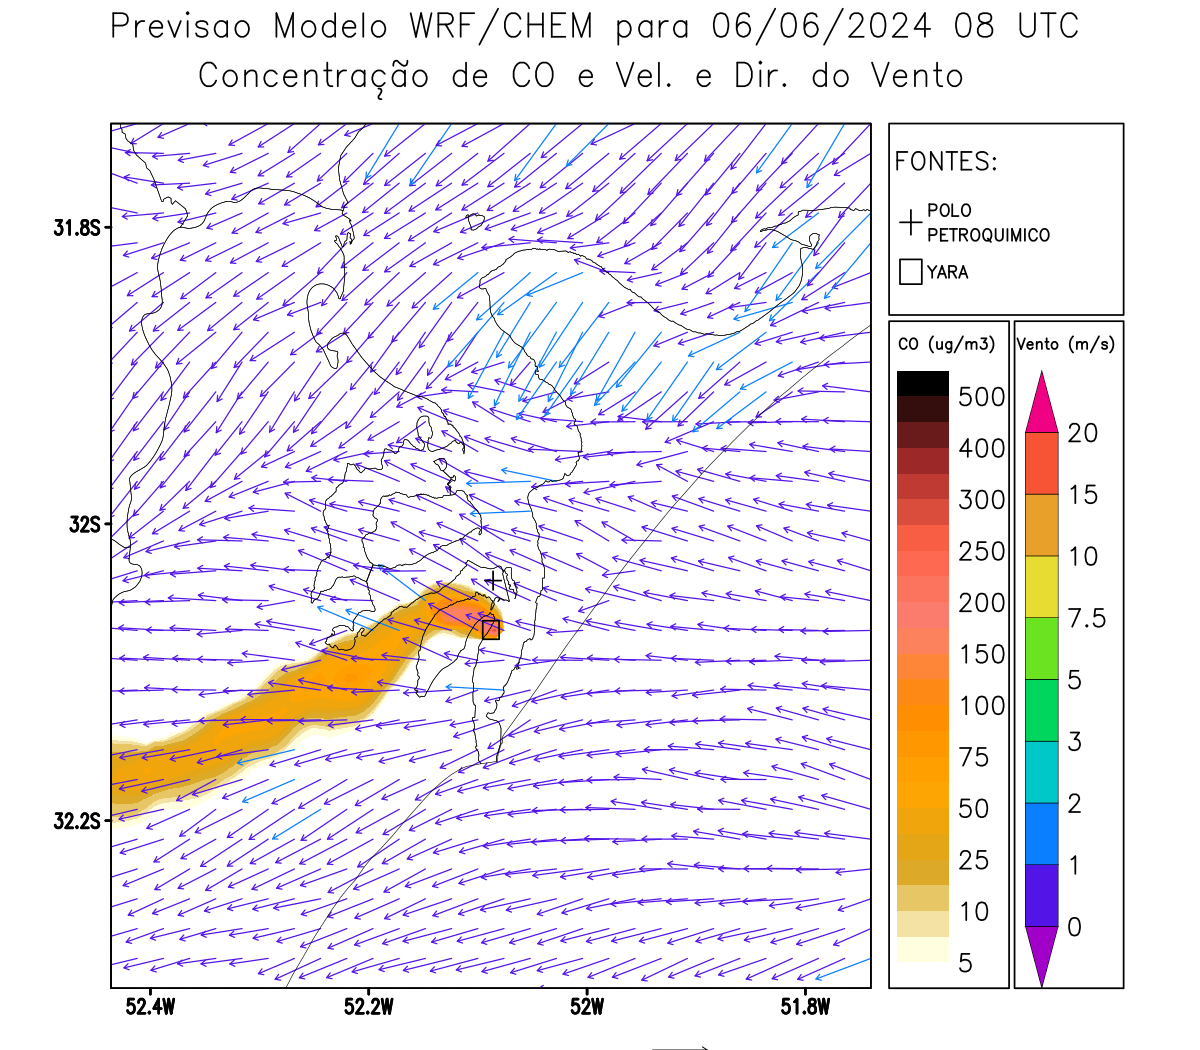 Previsao Modelo WRF/CHEM para 06/06/2024 08 UTC
Concentração de CO e Vel. e Dir. do Vento
FONTES:
POLO
PETROQUIMICO
YARA
CO (ug/m3)
500
400
300
250
200
150
100
75
50
25
10
5
Vento (m/s)
20
15
10
7.5
5
3
2
1
0
31.8S
32S
32.2S
52.4W
52.2W
52W
51.8W